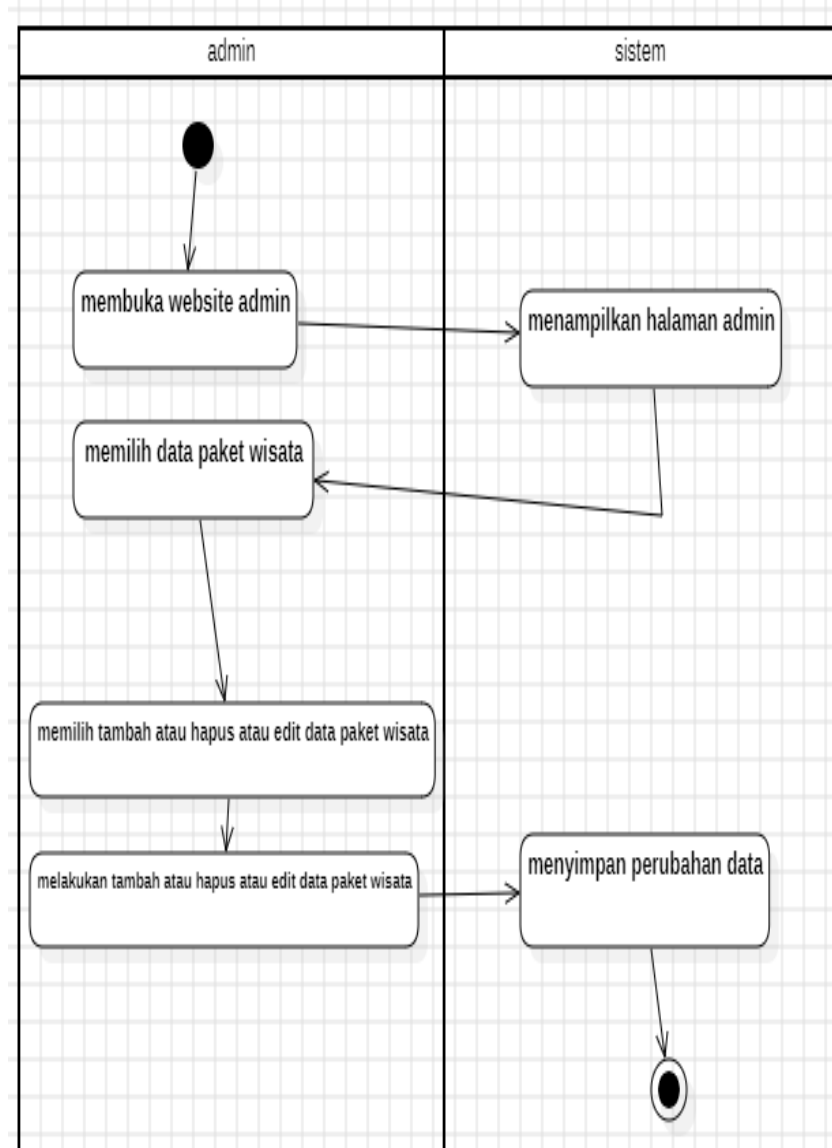 admin
sistem
membuka website admin
menampilkan halaman admin
memilih data paket wisata
memilih tambah atau hapus atau edit data paket wisata
melakukan tambah atau hapus atau edit data paket wisata
menyimpan perubahan data